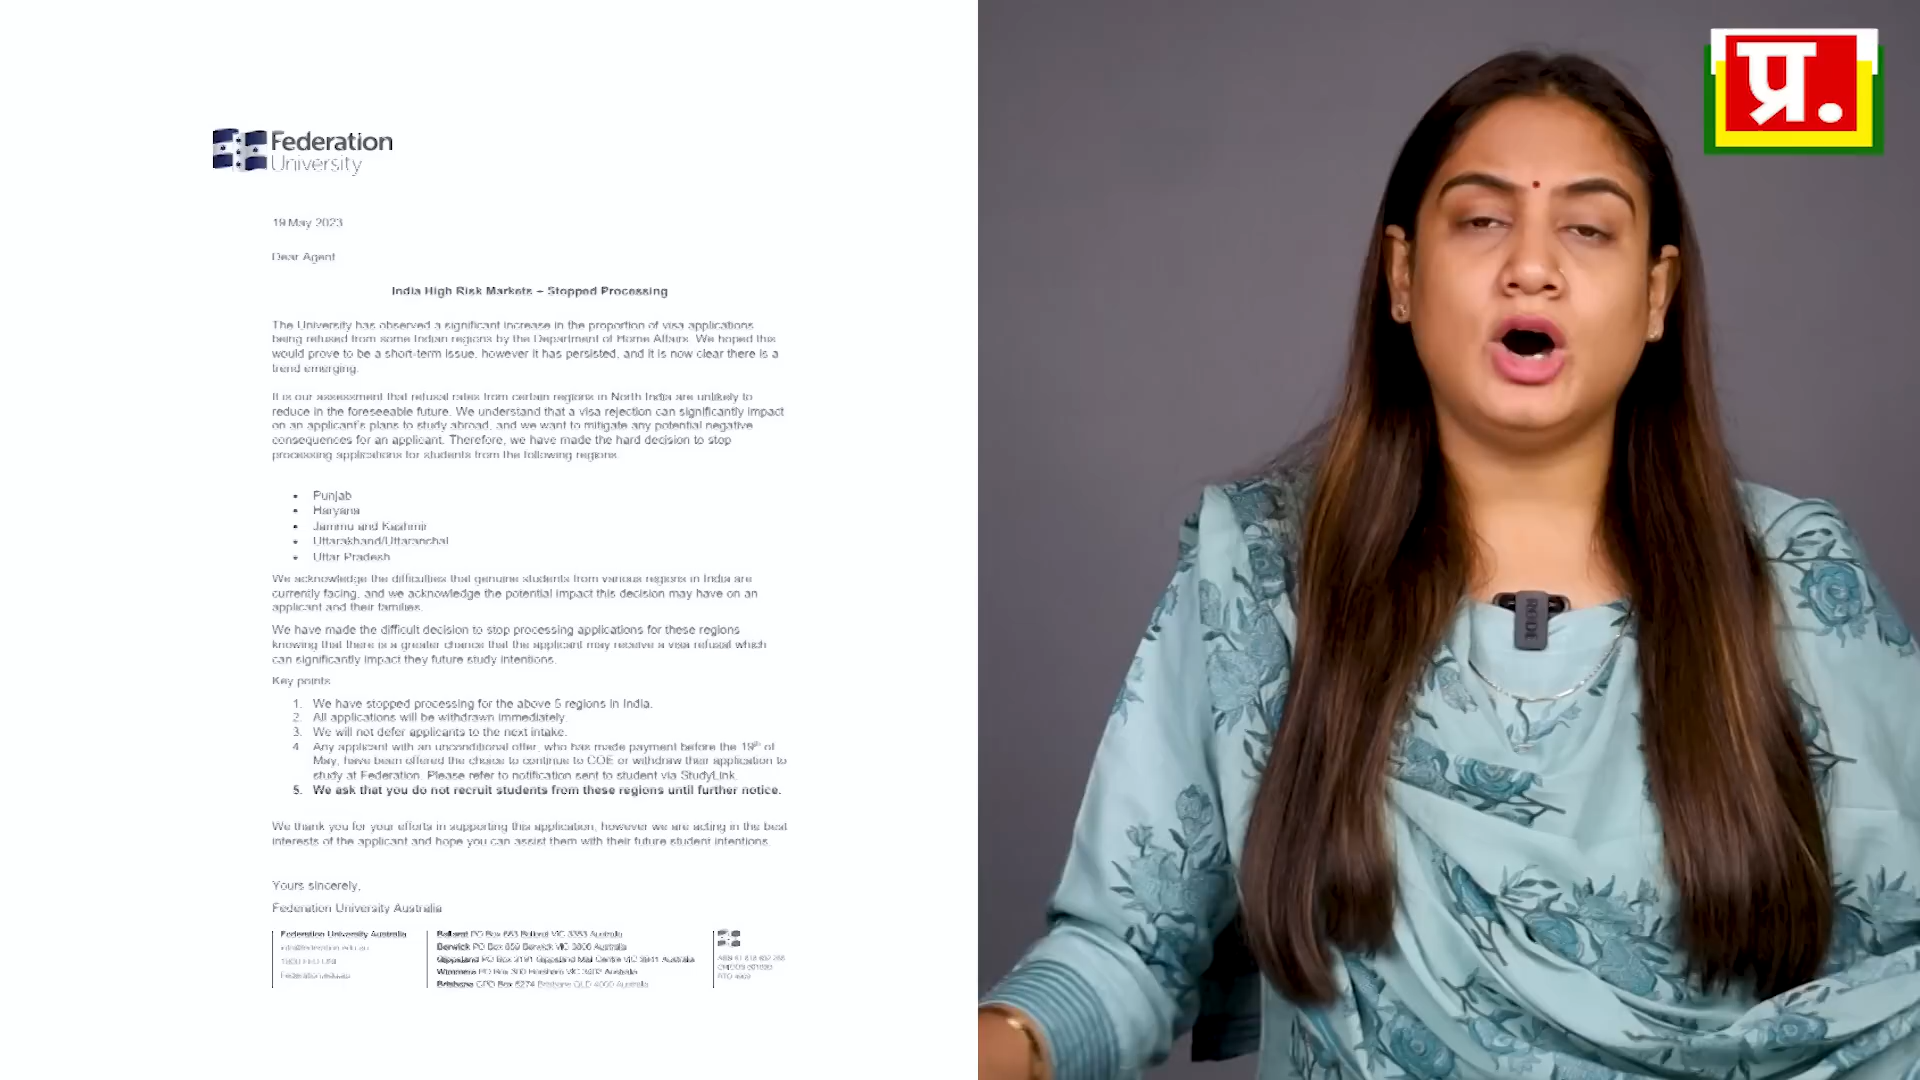 Federation
University
19 May 2023
Dear Agent
India High Risk Markets – Stopped Processing
The University has observed a significant increase in the proportion of visa applications
being refused from some Indian regions by the Department of Home Affairs. We hoped this
would prove to be a short-term issue, however it has persisted, and it is now clear there is a
trend emerging.
It is our assessment that refusal rates from certain regions in North India are unlikely to
reduce in the foreseeable future. We understand that a visa rejection can significantly impact
on an applicant's plans to study abroad, and we want to mitigate any potential negative
consequences for an applicant. Therefore, we have made the hard decision to stop
processing applications for students from the following regions.
• Punjab
• Haryana
• Jammu and Kashmir
• Uttarakhand/Uttaranchal
• Uttar Pradesh
We acknowledge the difficulties that genuine students from various regions in India are
currently facing, and we acknowledge the potential impact this decision may have on an
applicant and their families.
We have made the difficult decision to stop processing applications for these regions
knowing that there is a greater chance that the applicant may receive a visa refusal which
can significantly impact they future study intentions.
Key points
1. We have stopped processing for the above 5 regions in India.
2. All applications will be withdrawn immediately.
3. We will not defer applicants to the next intake.
4. Any applicant with an unconditional offer, who has made payment before the 19th of
May, have been offered the choice to continue to COE or withdraw their application to
study at Federation. Please refer to notification sent to student via StudyLink.
5. We ask that you do not recruit students from these regions until further notice.
We thank you for your efforts in supporting this application, however we are acting in the best
interests of the applicant and hope you can assist them with their future student intentions.
Yours sincerely,
Federation University Australia
Federation University Australia
info@federation.edu.au
federation.edu.au
Ballarat PO Box 663 Ballarat VIC 3353 Australia
Berwick PO Box 859 Berwick VIC 3806 Australia
Gippsland PO Box 3191 Gippsland Mail Centre VIC 3841 Australia
Wimmera PO Box 300 Horsham VIC 3402 Australia
Brisbane GPO Box 5274 Brisbane QLD 4000 Australia
प्र.
RØDE